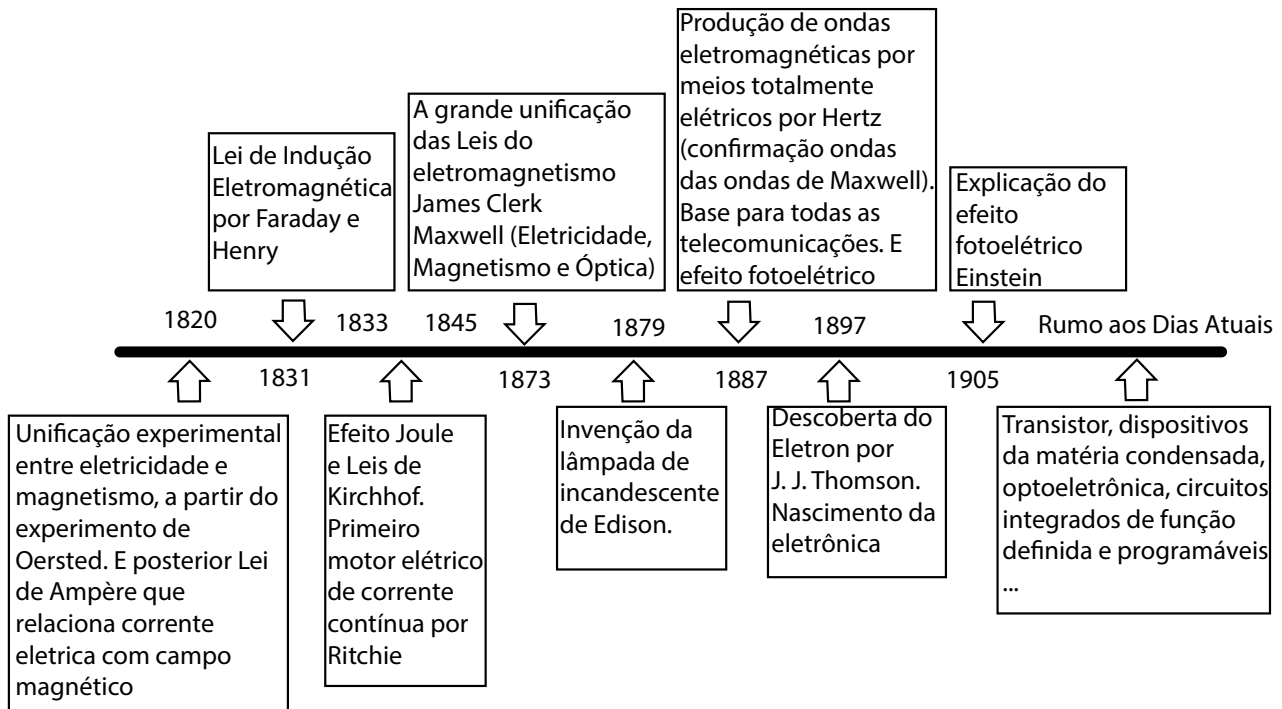 Produção de ondas
eletromagnéticas por
meios totalmente
elétricos por Hertz
(confirmação ondas
das ondas de Maxwell).
Base para todas as
telecomunicações. E
efeito fotoelétrico
A grande unificação
das Leis do
eletromagnetismo
James Clerk
Maxwell (Eletricidade,
Magnetismo e Óptica)
Lei de Indução
Eletromagnética
por Faraday e
Henry
Explicação do
efeito
fotoelétrico
Einstein
1820
1833
1845
1879
1897
Rumo aos Dias Atuais
1831
1873
1887
1905
Unificação experimental
entre eletricidade e
magnetismo, a partir do
experimento de
Oersted. E posterior Lei
de Ampère que
relaciona corrente
eletrica com campo
magnético
Efeito Joule
e Leis de
Kirchhof.
Primeiro
motor elétrico
de corrente
contínua por
Ritchie
Invenção da
lâmpada de
incandescente
de Edison.
Descoberta do
Eletron por
J. J. Thomson.
Nascimento da
eletrônica
Transistor, dispositivos
da matéria condensada,
optoeletrônica, circuitos
integrados de função
definida e programáveis
...